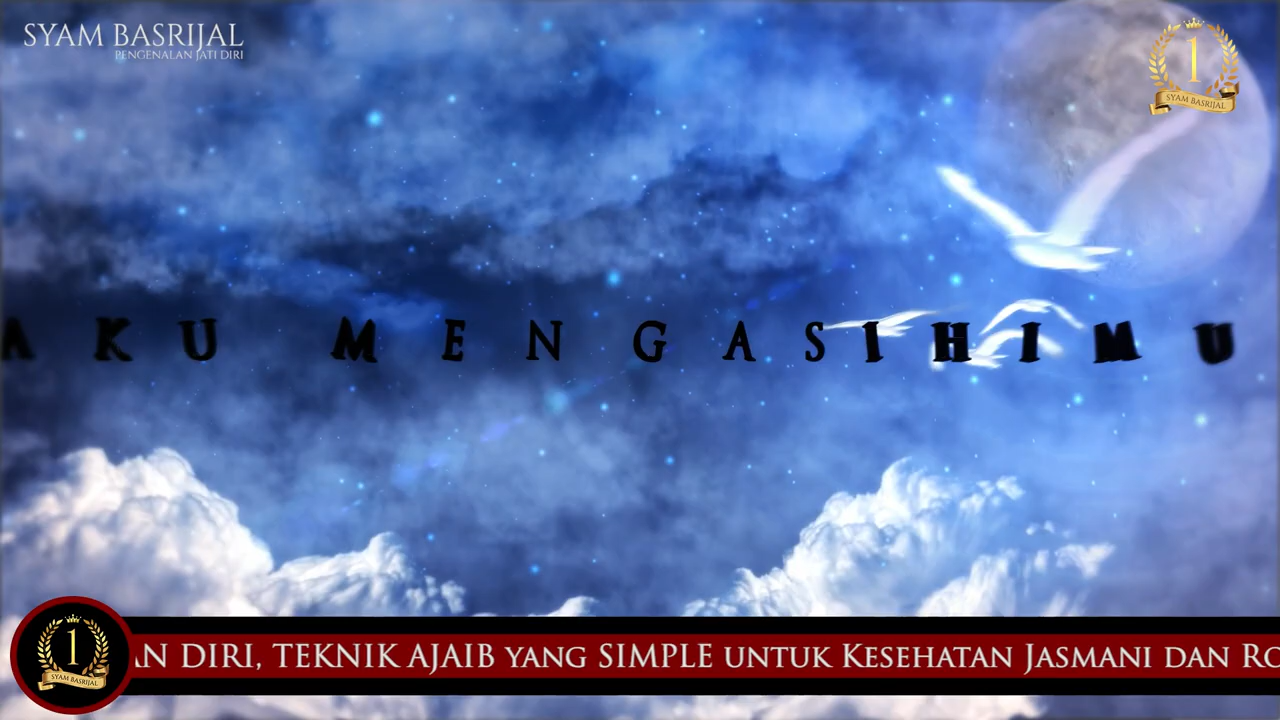 SYAM BASRIJAL
PENGENALAN JATI DIRI
1
SYAM BASRIJAL
AKU MENGASIHIMU
1
SYAM BASRIJAL
DIRI, TEKNIK AJAIB YANG SIMPLE UNTUK KESEHATAN JASMANI DAN